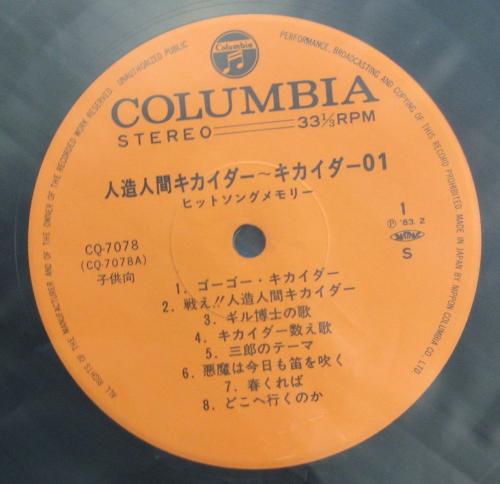 Columbia
ALL RIGHTS OF THE MANUFACTURER AND OF THE OWNER OF THE RECORDED WORK RESERVED. UNAUTHORIZED PUBLIC PERFORMANCE, BROADCASTING AND COPYING OF THIS RECORD PROHIBITED MADE IN JAPAN BY NIPPON COLUMBIA CO., LTD.
COLUMBIA
STEREO 33⅓RPM
人造人間キカイダー～キカイダー01
ヒットソングメモリー
CQ-7078
(CQ-7078A)
子供向
1
Ⓟ '83. 2
S
1. ゴーゴー・キカイダー
2. 戦え!!人造人間キカイダー
3. ギル博士の歌
4. キカイダー数え歌
5. 三郎のテーマ
6. 悪魔は今日も笛を吹く
7. 春くれば
8. どこへ行くのか